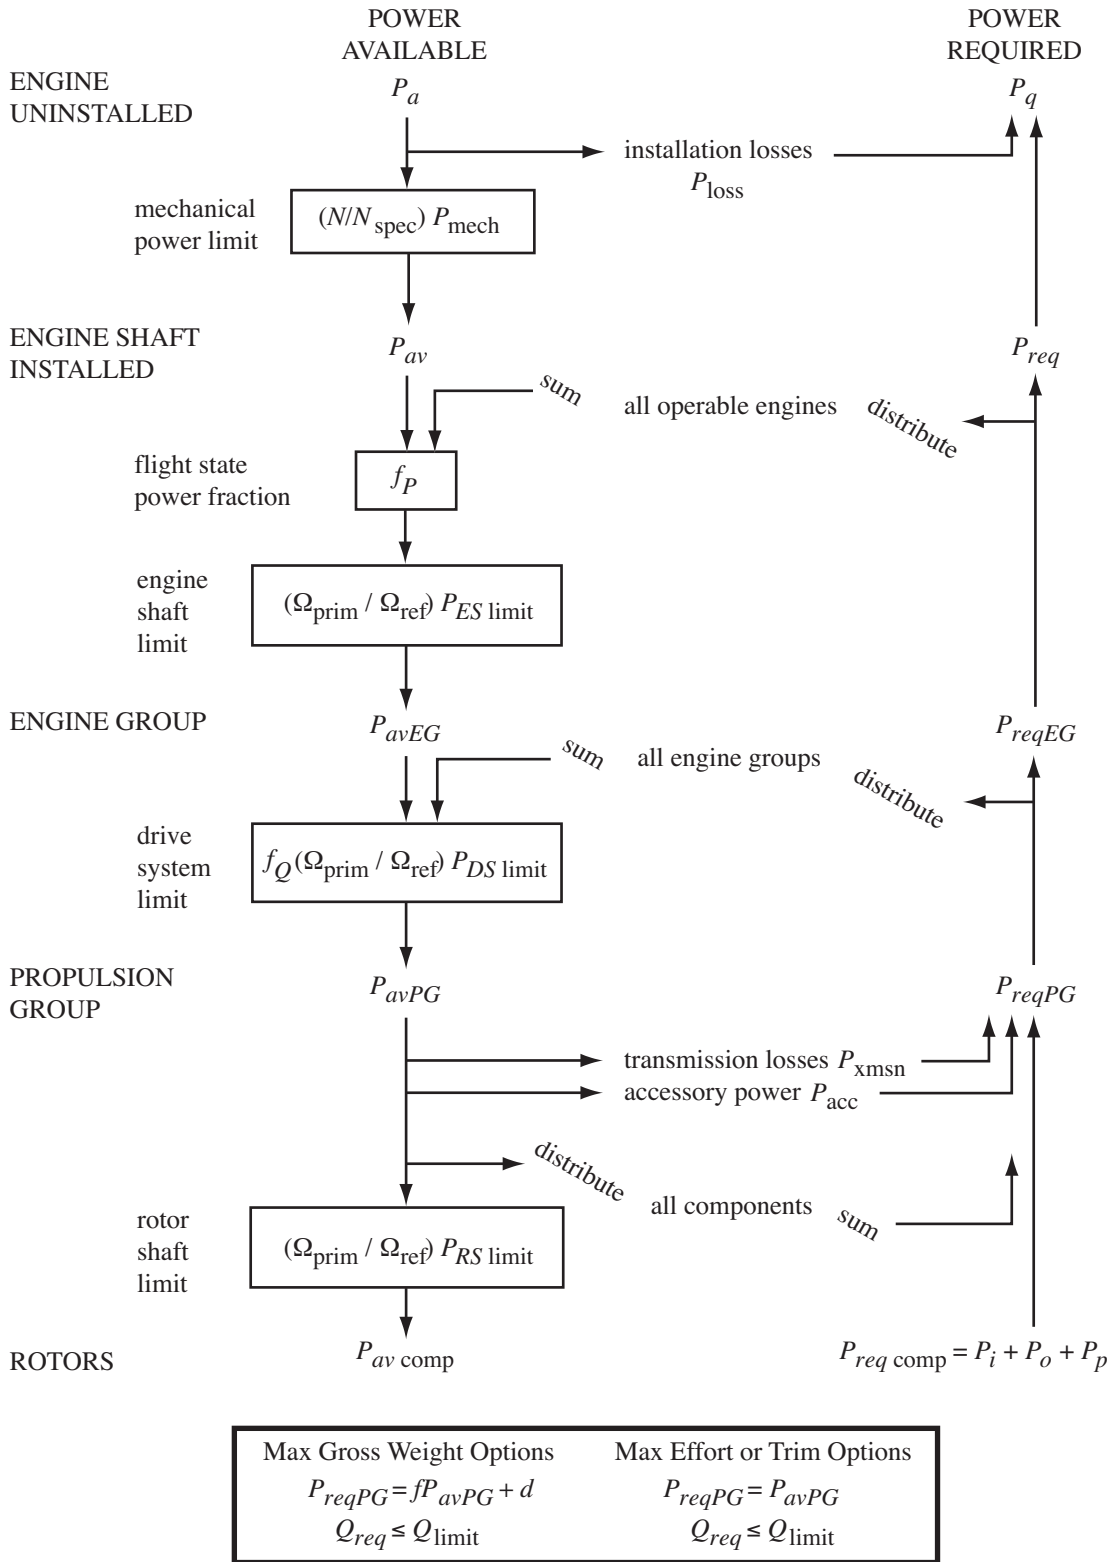 POWER
AVAILABLE
POWER
REQUIRED
ENGINE
UNINSTALLED
P_a
P_q
installation losses
P_loss
mechanical
power limit
(N/N_spec) P_mech
ENGINE SHAFT
INSTALLED
P_av
P_req
sum
all operable engines
distribute
flight state
power fraction
f_P
engine
shaft
limit
(Ω_prim / Ω_ref) P_ES limit
ENGINE GROUP
P_avEG
P_reqEG
sum
all engine groups
distribute
drive
system
limit
f_Q (Ω_prim / Ω_ref) P_DS limit
PROPULSION
GROUP
P_avPG
P_reqPG
transmission losses P_xmsn
accessory power P_acc
distribute
all components
sum
rotor
shaft
limit
(Ω_prim / Ω_ref) P_RS limit
ROTORS
P_av comp
P_req comp = P_i + P_o + P_p
Max Gross Weight Options
P_reqPG = fP_avPG + d
Q_req ≤ Q_limit
Max Effort or Trim Options
P_reqPG = P_avPG
Q_req ≤ Q_limit